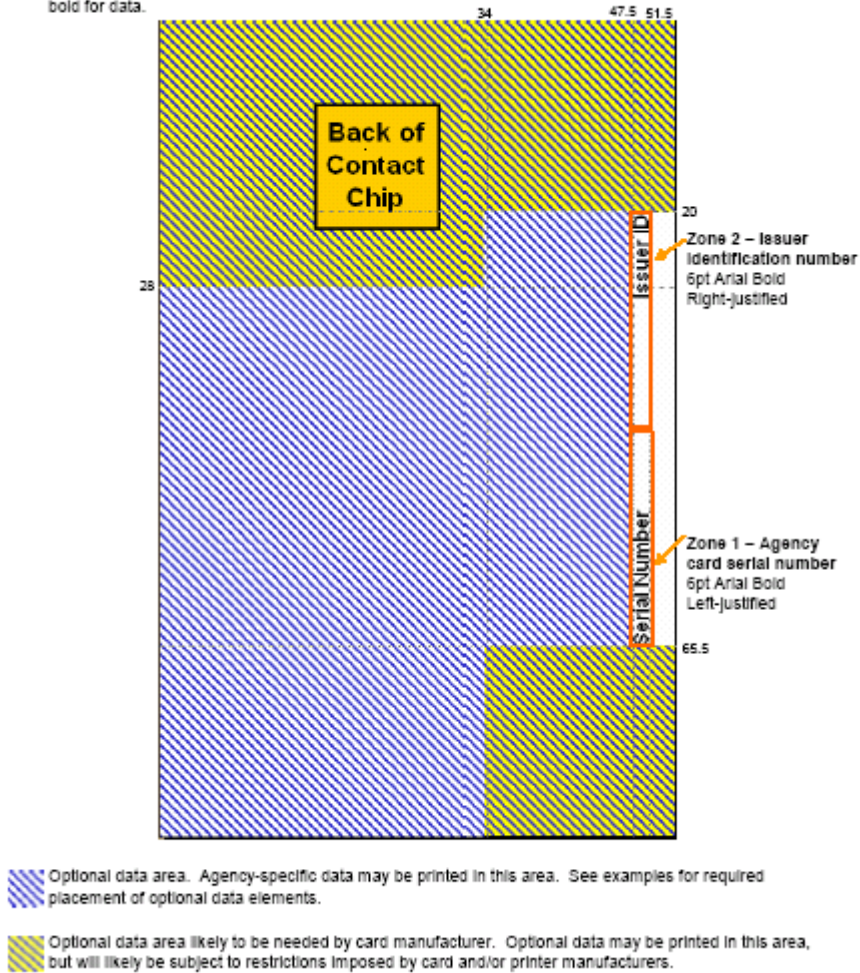 bold for data.
34
47.5
51.5
Back of
Contact
Chip
20
Issuer ID
Zone 2 – Issuer
identification number
6pt Arial Bold
Right-justified
28
Serial Number
Zone 1 – Agency
card serial number
6pt Arial Bold
Left-justified
65.5
Optional data area. Agency-specific data may be printed in this area. See examples for required
placement of optional data elements.
Optional data area likely to be needed by card manufacturer. Optional data may be printed in this area,
but will likely be subject to restrictions imposed by card and/or printer manufacturers.